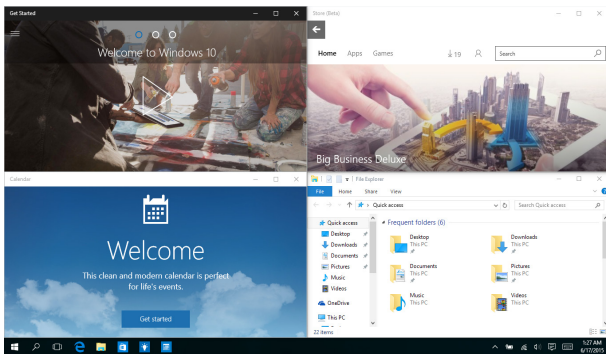 Get Started
Welcome to Windows 10
Store (Beta)
Home Apps Games 19 Search
Big Business Deluxe
Calendar
Welcome
This clean and modern calendar is perfect
for life's events.
Get started
File Explorer
File Home Share View
Quick access Search Quick access
Quick access
Desktop
Downloads
Documents
Pictures
Music
Videos
OneDrive
This PC
22 items
Frequent folders (6)
Desktop
This PC
Downloads
This PC
Documents
This PC
Pictures
This PC
Music
This PC
Videos
This PC
1:27 AM
6/17/2015